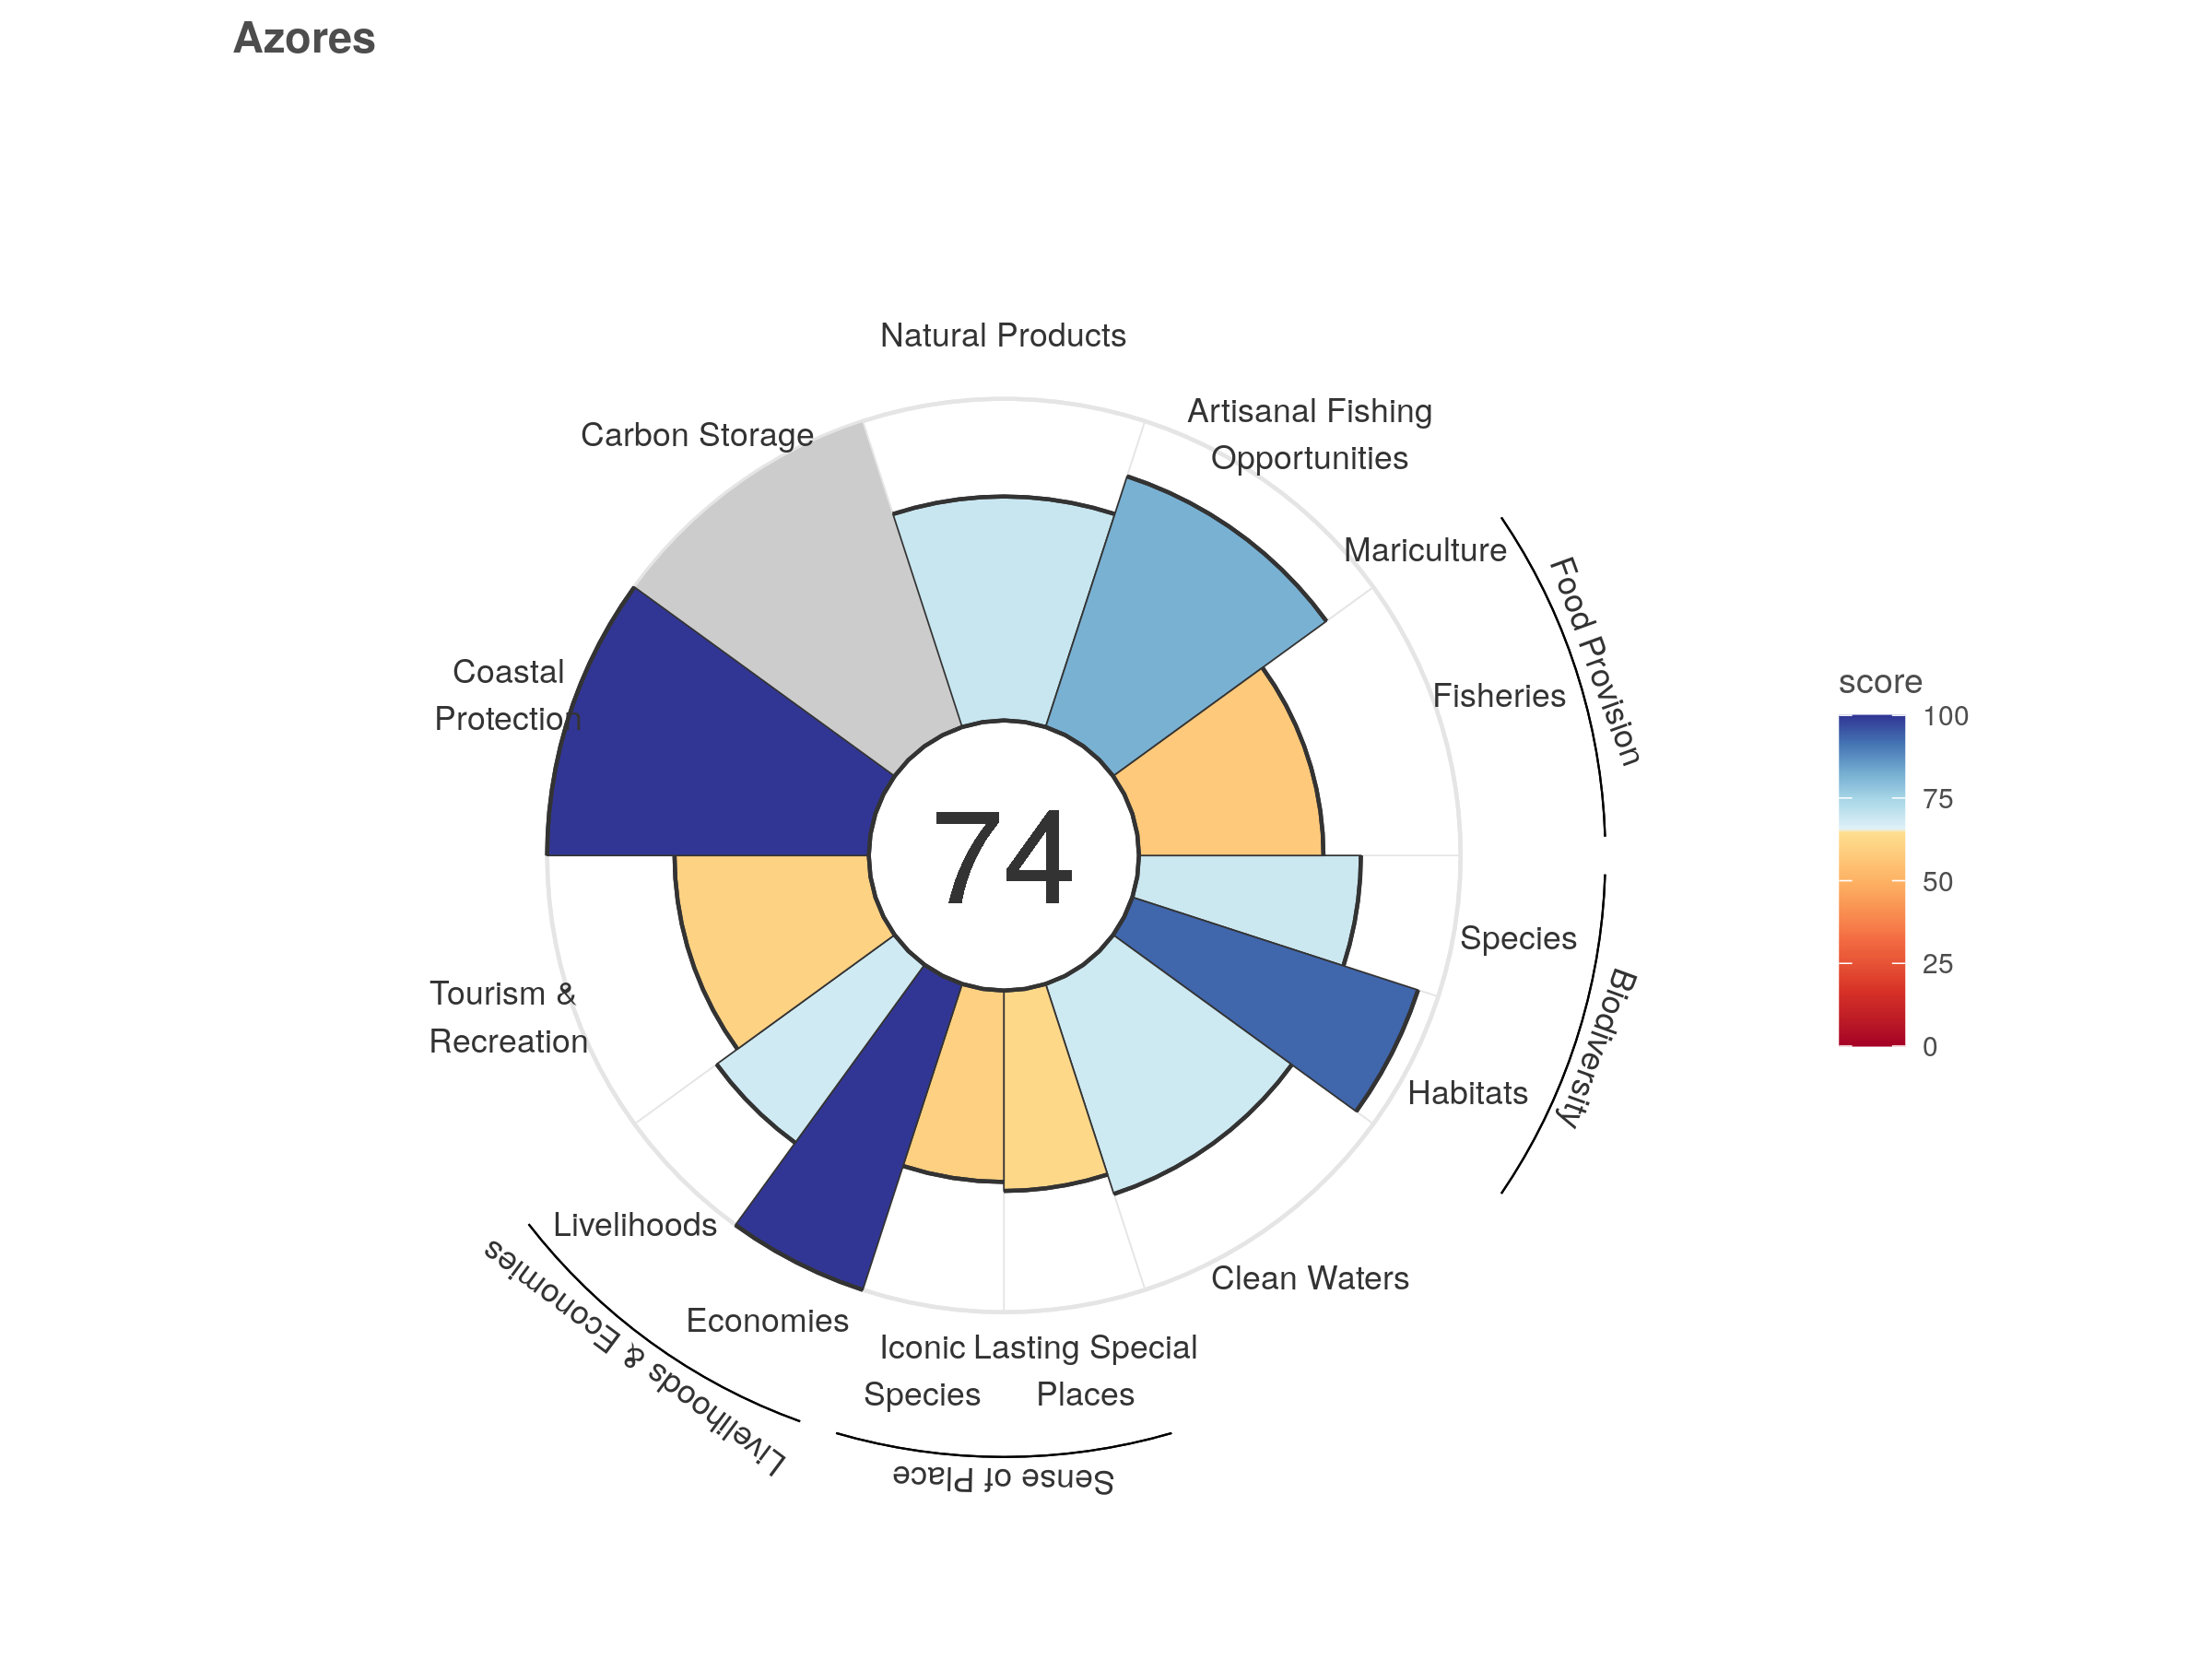 Azores
Natural Products
Artisanal Fishing
Opportunities
Carbon Storage
Mariculture
Food Provision
Fisheries
Coastal
Protection
74
score
100
75
50
25
0
Species
Biodiversity
Habitats
Tourism &
Recreation
Livelihoods
Economies
Livelihoods & Economies
Clean Waters
Iconic
Species
Lasting Special
Places
Sense of Place